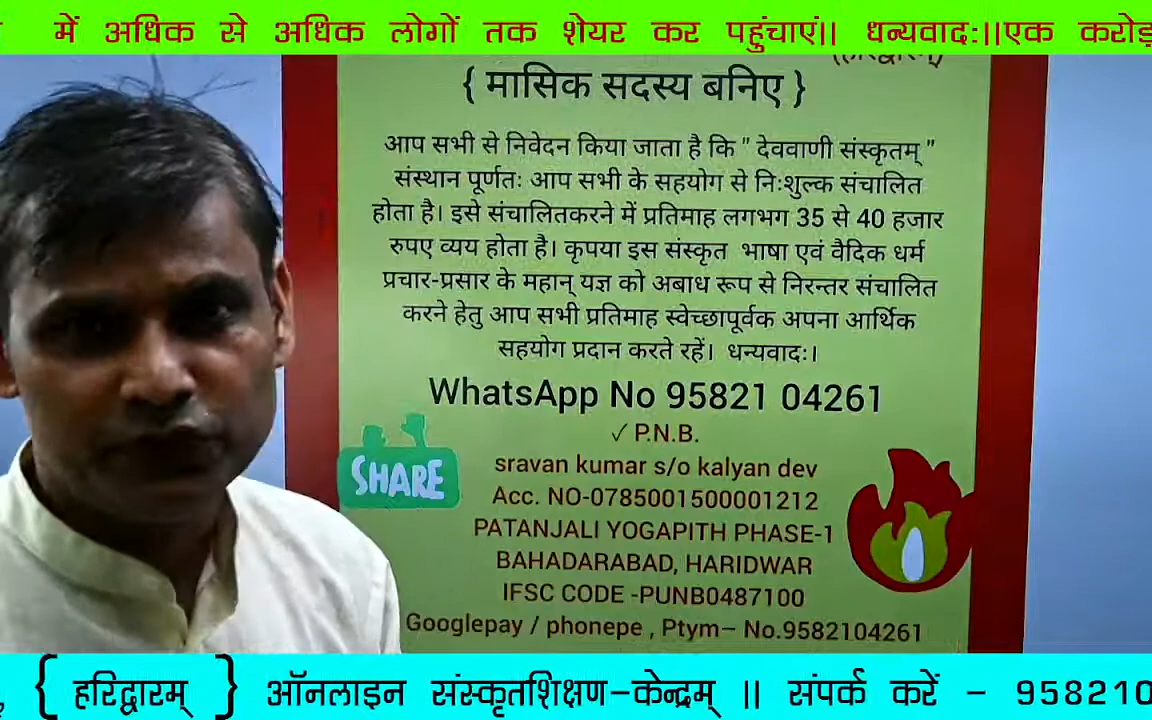 में अधिक से अधिक लोगों तक शेयर कर पहुंचाएं|| धन्यवाद:||एक करोड़
(हरिद्वारम्)
{ मासिक सदस्य बनिए }
आप सभी से निवेदन किया जाता है कि " देववाणी संस्कृतम् "
संस्थान पूर्णतः आप सभी के सहयोग से निःशुल्क संचालित
होता है। इसे संचालितकरने में प्रतिमाह लगभग 35 से 40 हजार
रुपए व्यय होता है। कृपया इस संस्कृत भाषा एवं वैदिक धर्म
प्रचार-प्रसार के महान् यज्ञ को अबाध रूप से निरन्तर संचालित
करने हेतु आप सभी प्रतिमाह स्वेच्छापूर्वक अपना आर्थिक
सहयोग प्रदान करते रहें। धन्यवादः।
WhatsApp No 95821 04261
✓ P.N.B.
SHARE
sravan kumar s/o kalyan dev
Acc. NO-0785001500001212
PATANJALI YOGAPITH PHASE-1
BAHADARABAD, HARIDWAR
IFSC CODE -PUNB0487100
Googlepay / phonepe , Ptym– No.9582104261
{ हरिद्वारम् } ऑनलाइन संस्कृतशिक्षण-केन्द्रम् || संपर्क करें - 958210